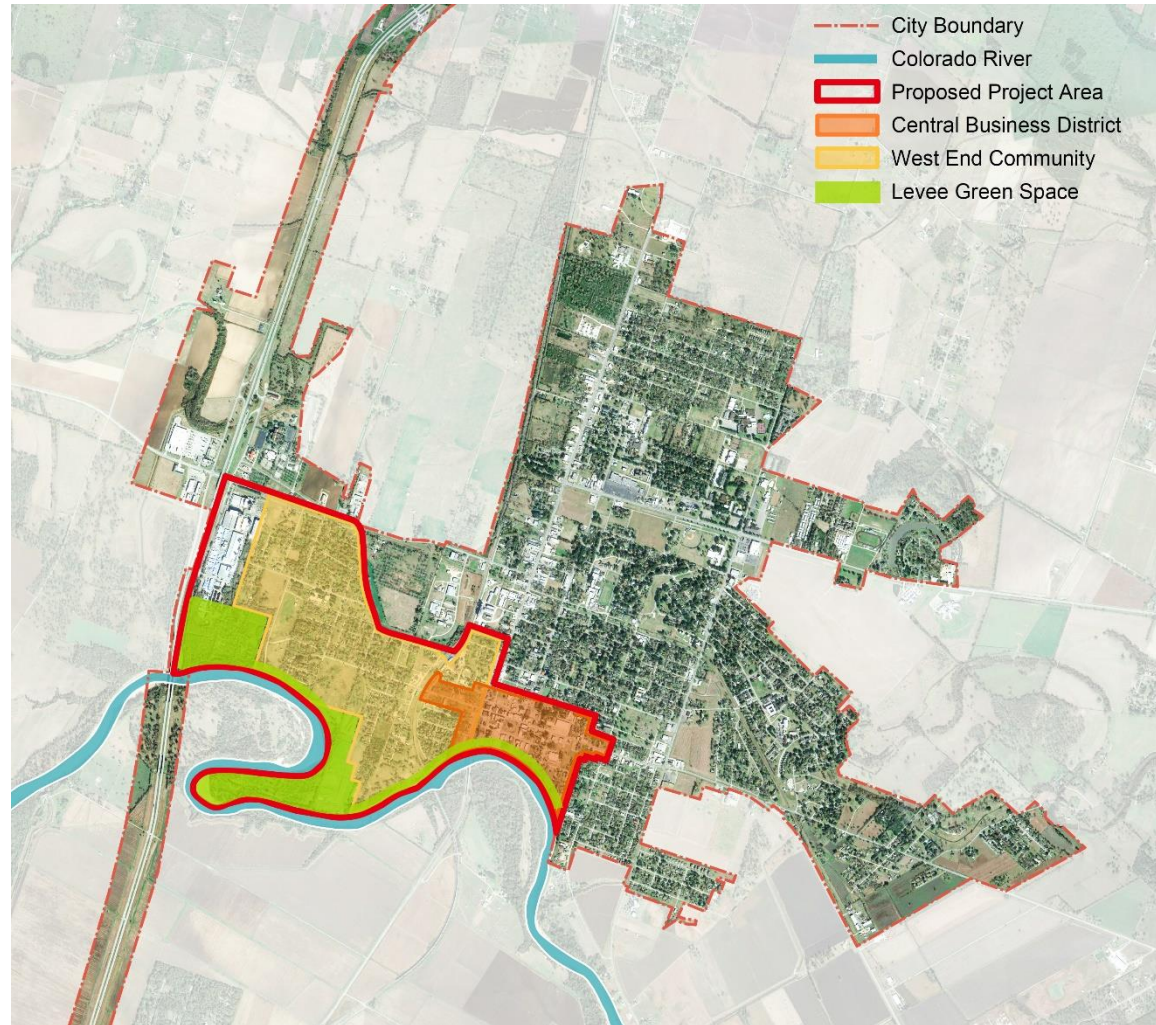 City Boundary
Colorado River
Proposed Project Area
Central Business District
West End Community
Levee Green Space